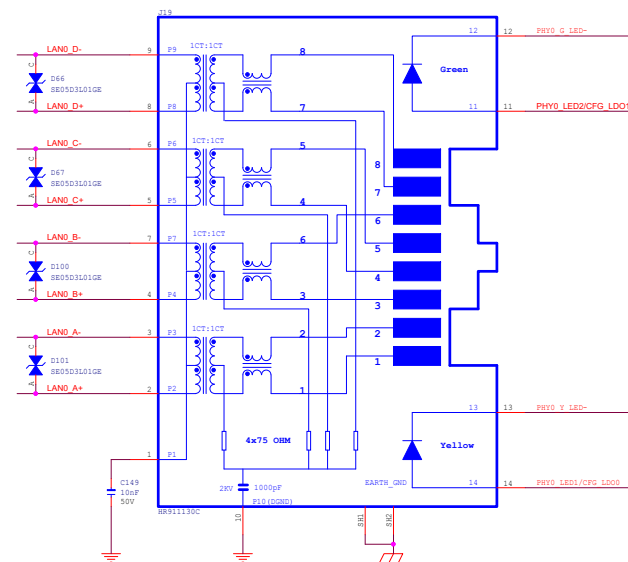 J19
12 12 PHY0_G_LED-
LAN0_D- 9 P9 1CT:1CT 8
C
D66 Green
SE05D3L01GE
A
LAN0_D+ 8 P8 7 11 11 PHY0_LED2/CFG_LDO1
LAN0_C- 6 P6 1CT:1CT 5
C
8
D67
SE05D3L01GE
7
A
LAN0_C+ 5 P5 4
6
LAN0_B- 7 P7 1CT:1CT 6
C
5
D100
SE05D3L01GE
4
A
LAN0_B+ 4 P4 3
3
LAN0_A- 3 P3 1CT:1CT 2
2
C
D101
SE05D3L01GE
1
A
LAN0_A+ 2 P2 1
13 13 PHY0_Y_LED-
4x75 OHM Yellow
1 P1
C149
10nF
50V
2KV 1000pF EARTH_GND 14 14 PHY0_LED1/CFG_LDO0
P10(DGND)
HR911130C
10 SH1 SH2